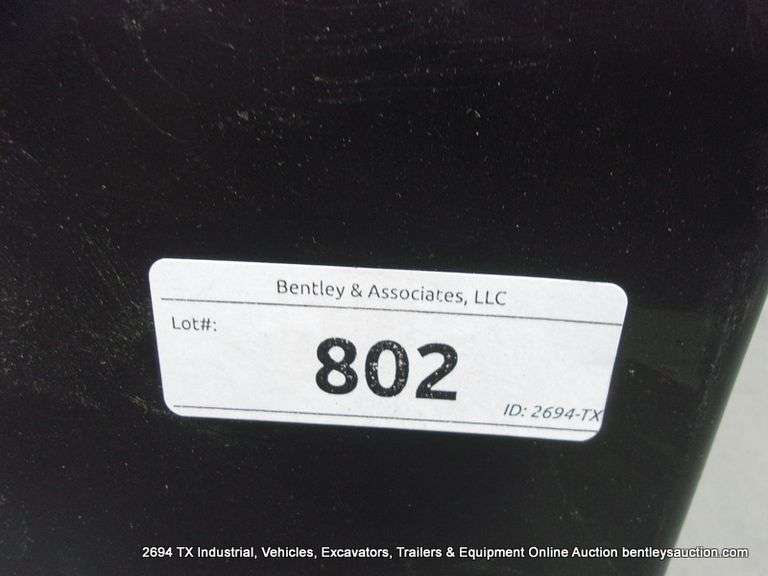 Bentley & Associates, LLC
Lot#:
802
ID: 2694-TX
2694 TX Industrial, Vehicles, Excavators, Trailers & Equipment Online Auction bentleysauction.com